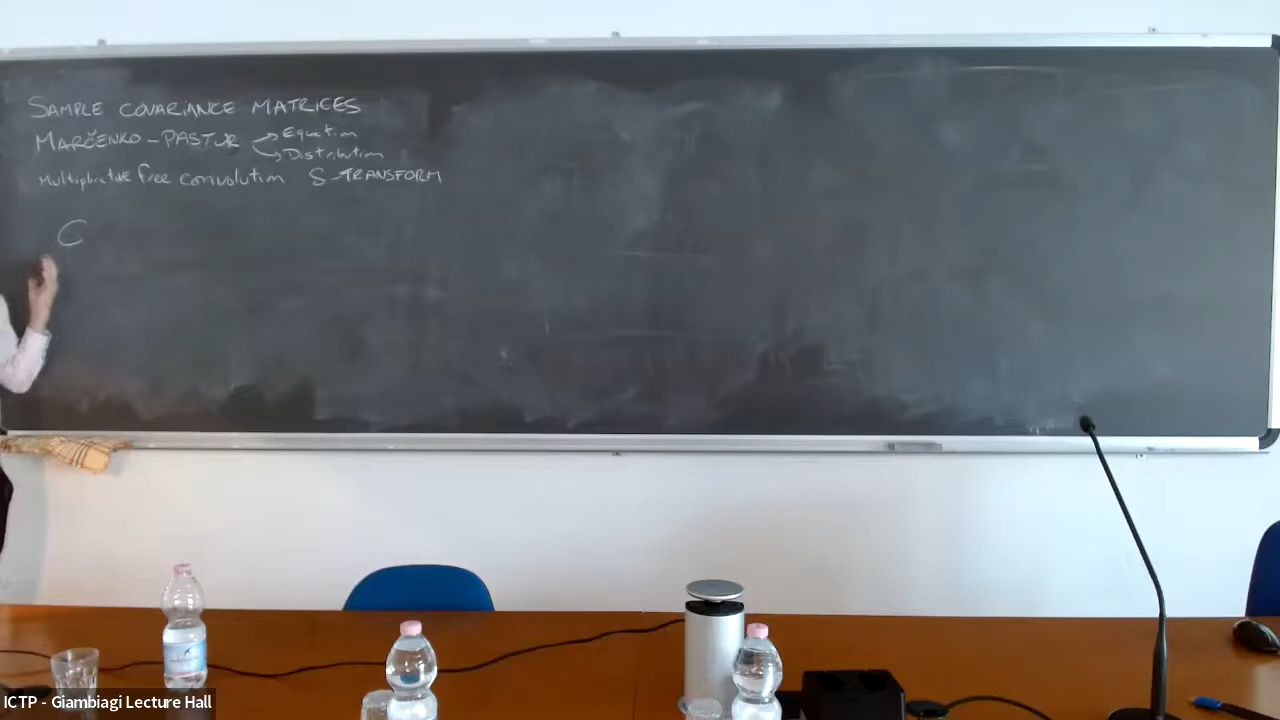 SAMPLE COVARIANCE MATRICES
MARČENKO-PASTUR → Equation
→ Distribution
Multiplicative free convolution S-TRANSFORM
C
ICTP - Giambiagi Lecture Hall